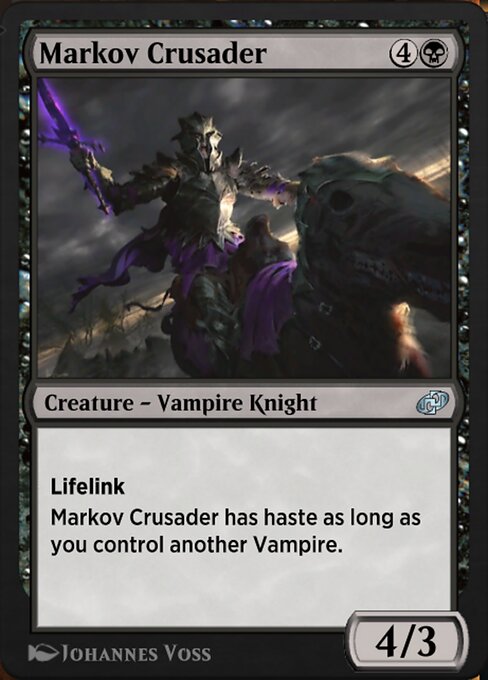 Markov Crusader 4
Creature – Vampire Knight
Lifelink
Markov Crusader has haste as long as
you control another Vampire.
Johannes Voss
4/3